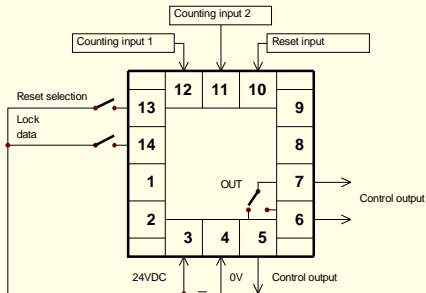 Counting input 2
Counting input 1
Reset input
12 11 10
Reset selection
13
9
Lock
data
14
8
1
OUT
7
Control output
2
6
3 4 5
24VDC
0V
Control output